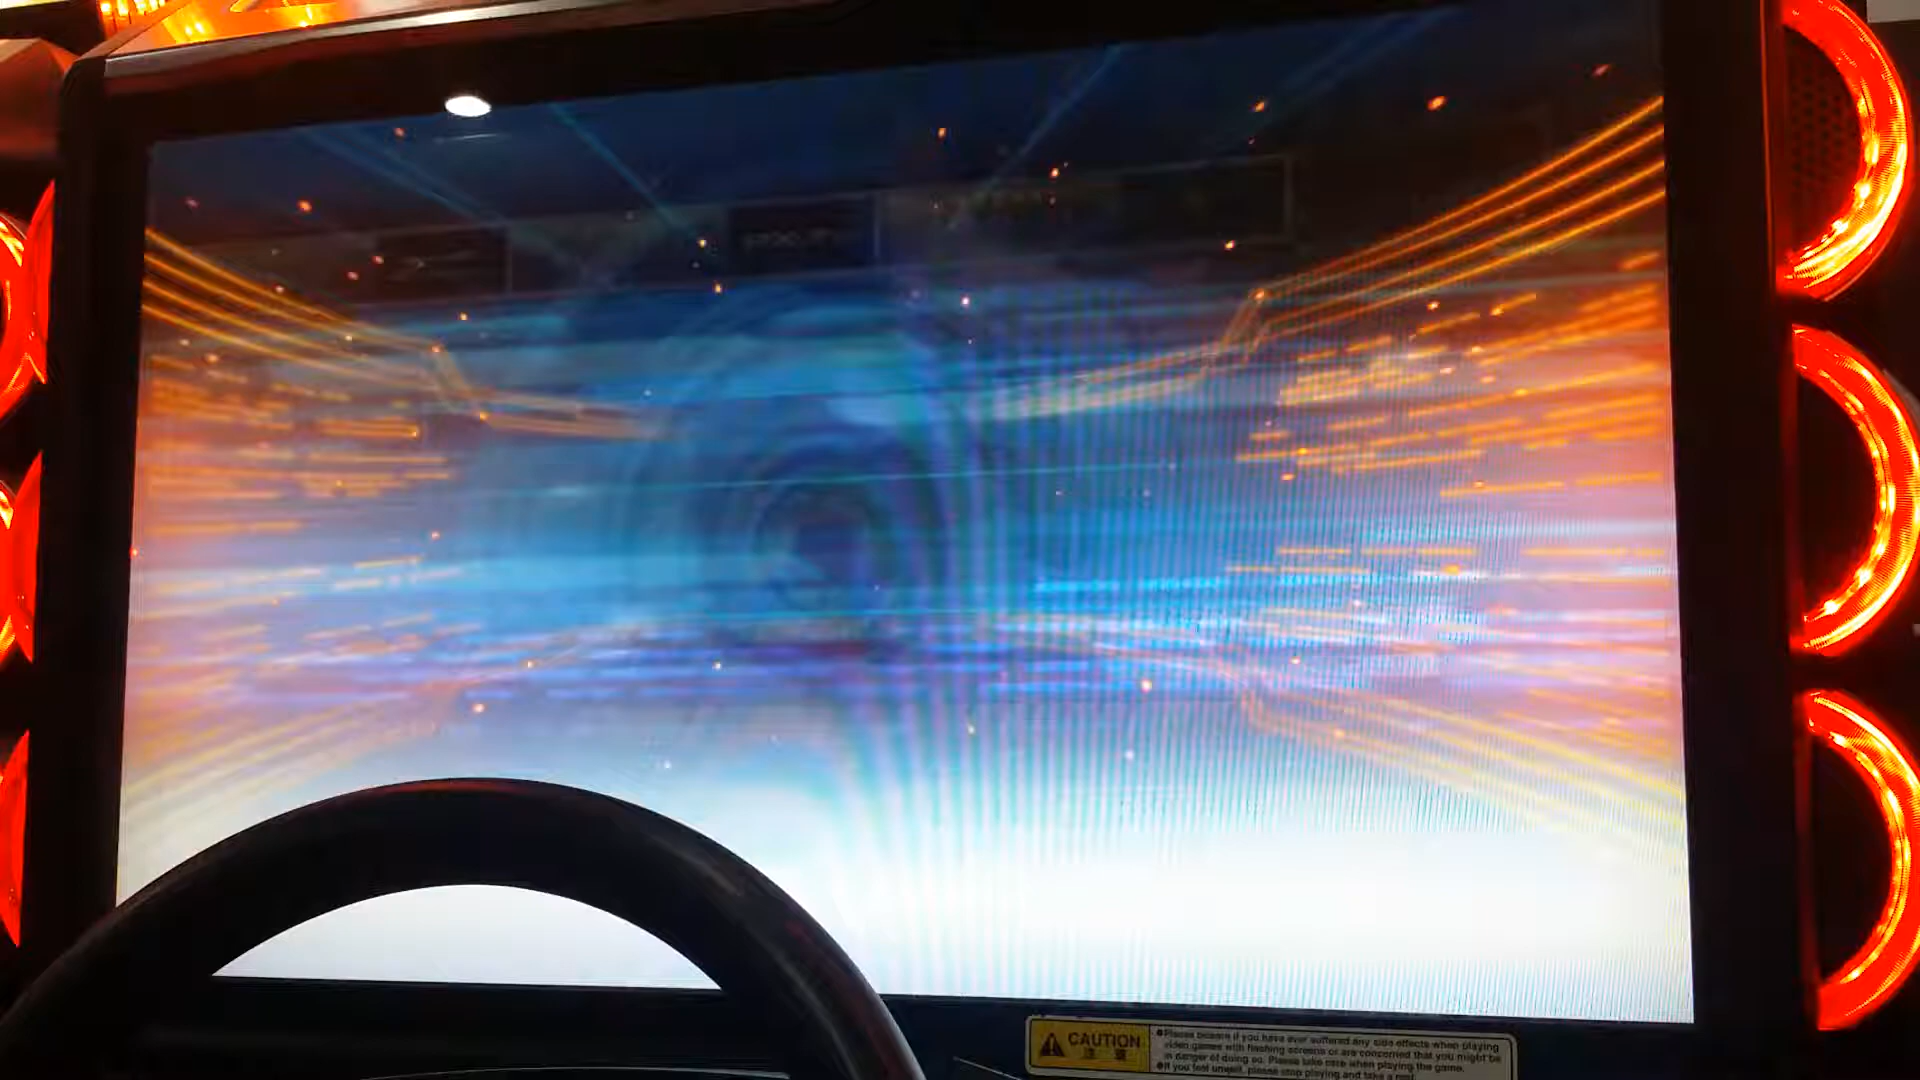 CAUTION
注 意
●Please beware if you have ever suffered any side effects when playing
video games with flashing screens or are concerned that you might be
in danger of doing so. Please take care when playing the game.
●If you feel unwell, please stop playing and take a rest.